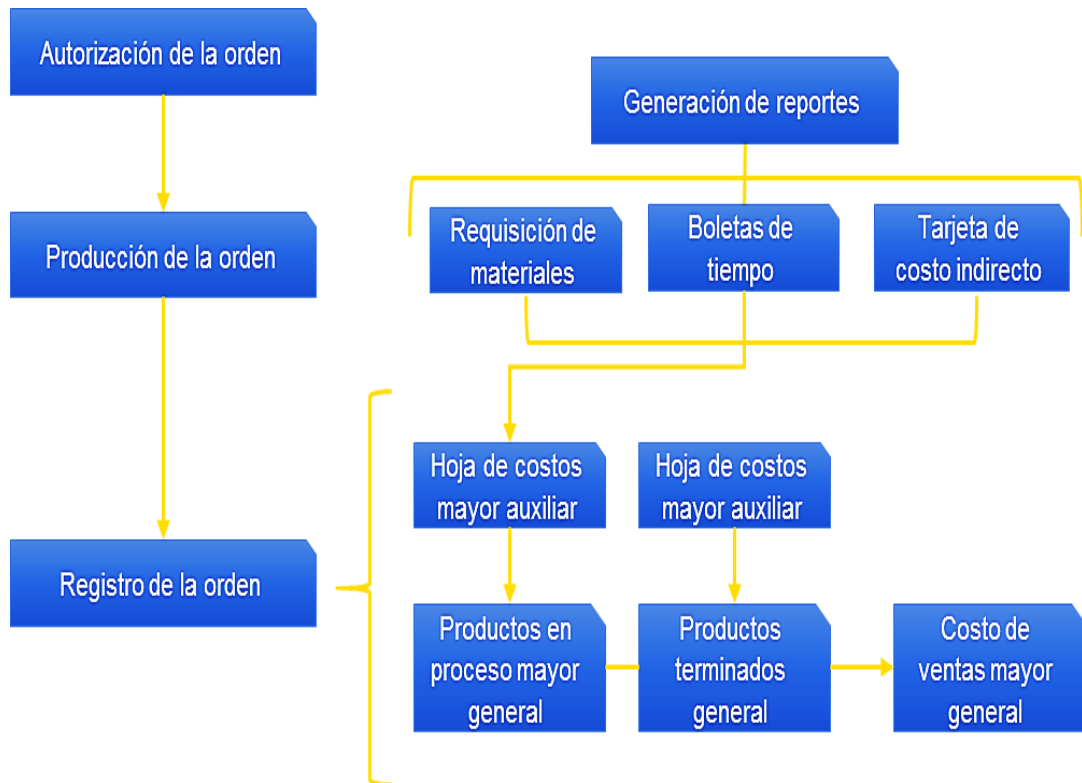 Autorización de la orden
Generación de reportes
Producción de la orden
Requisición de
materiales
Boletas de
tiempo
Tarjeta de
costo indirecto
Registro de la orden
Hoja de costos
mayor auxiliar
Hoja de costos
mayor auxiliar
Productos en
proceso mayor
general
Productos
terminados
general
Costo de
ventas mayor
general